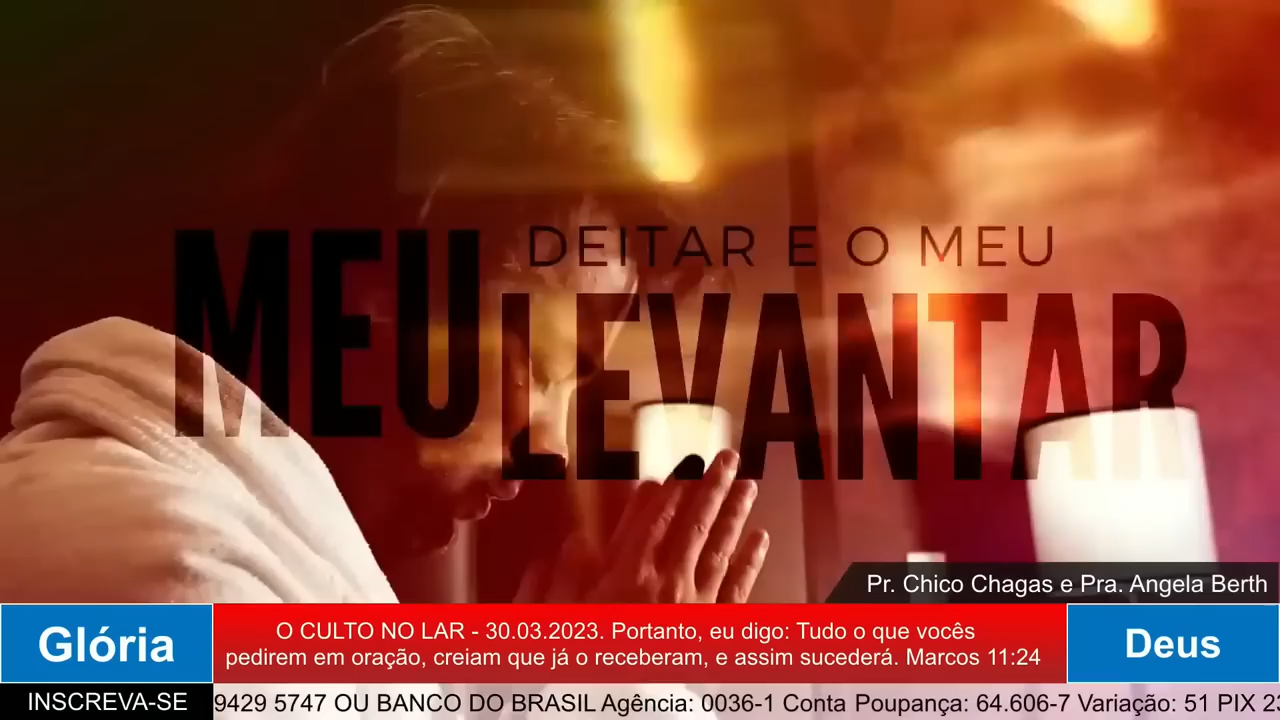 MEU DEITAR E O MEU
LEVANTAR
Pr. Chico Chagas e Pra. Angela Berth
Glória
O CULTO NO LAR - 30.03.2023. Portanto, eu digo: Tudo o que vocês
pedirem em oração, creiam que já o receberam, e assim sucederá. Marcos 11:24
Deus
INSCREVA-SE
9429 5747 OU BANCO DO BRASIL Agência: 0036-1 Conta Poupança: 64.606-7 Variação: 51 PIX